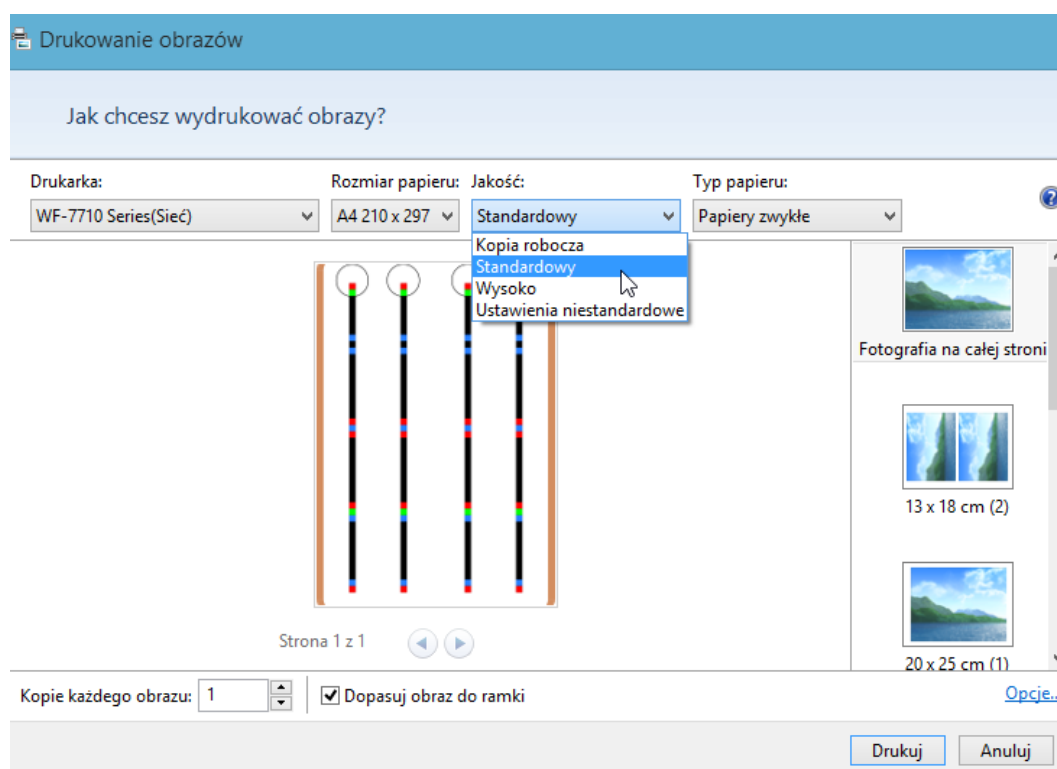 Drukowanie obrazów
Jak chcesz wydrukować obrazy?
Drukarka:
Rozmiar papieru:
Jakość:
Typ papieru:
WF-7710 Series(Sieć)
A4 210 x 297
Standardowy
Papiery zwykłe
Kopia robocza
Standardowy
Wysoko
Ustawienia niestandardowe
Fotografia na całej stroni
13 x 18 cm (2)
20 x 25 cm (1)
Strona 1 z 1
Kopie każdego obrazu:
1
Dopasuj obraz do ramki
Opcje...
Drukuj
Anuluj